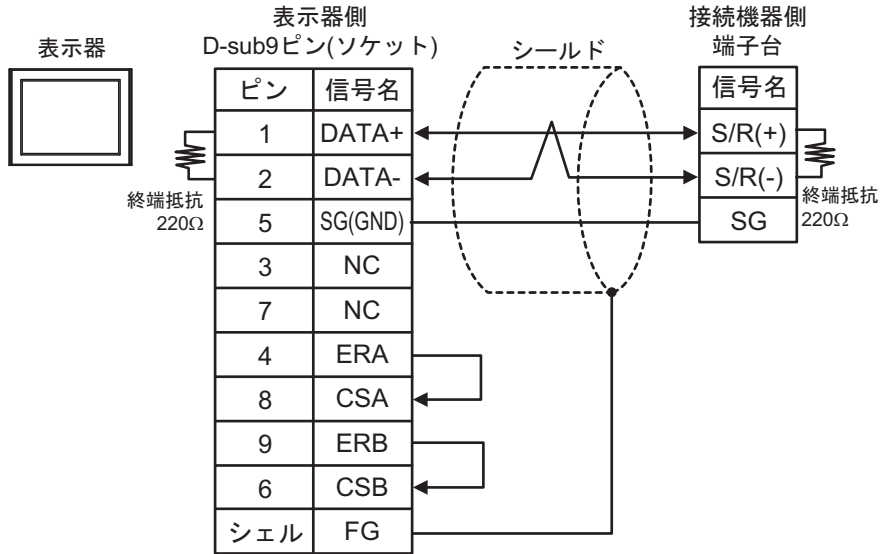 表示器
表示器側
D-sub9ピン(ソケット)
シールド
接続機器側
端子台
ピン 信号名
信号名
1 DATA+
S/R(+)
2 DATA-
S/R(-)
終端抵抗
220Ω
終端抵抗
220Ω
5 SG(GND)
SG
3 NC
7 NC
4 ERA
8 CSA
9 ERB
6 CSB
シェル FG